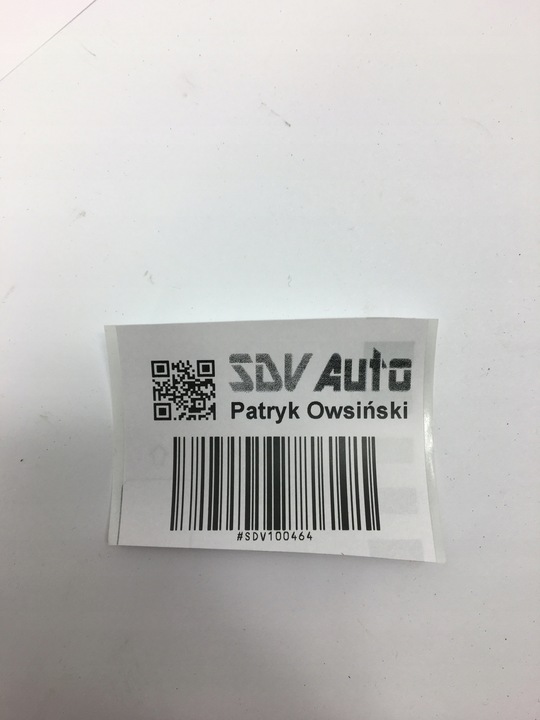 SDV Auto
Patryk Owsiński
#SDV100464